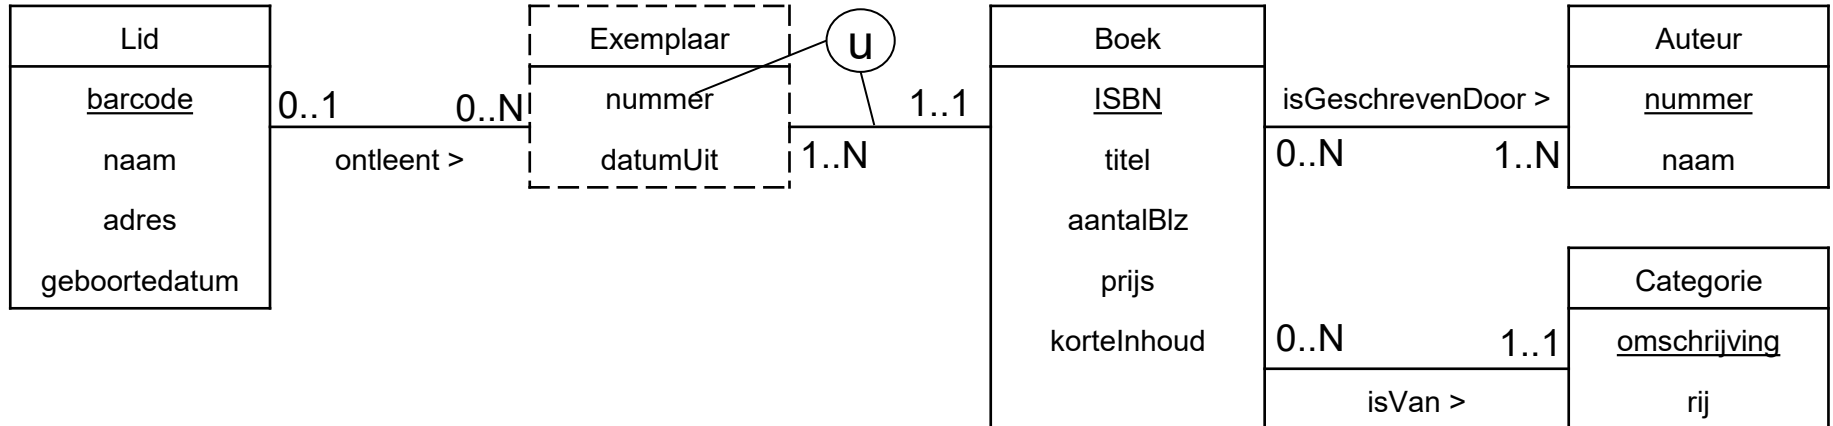 Lid
barcode
naam
adres
geboortedatum
0..1
0..N
ontleent >
Exemplaar
nummer
datumUit
u
1..N
1..1
Boek
ISBN
titel
aantalBlz
prijs
korteInhoud
isGeschrevenDoor >
0..N
1..N
Auteur
nummer
naam
0..N
1..1
isVan >
Categorie
omschrijving
rij